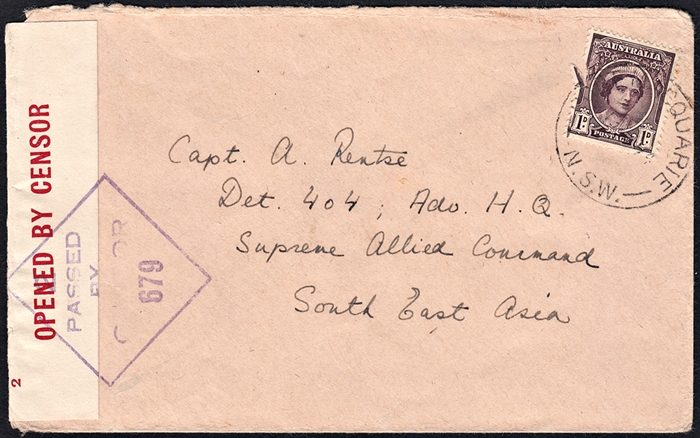 OPENED BY CENSOR
2
PASSED
BY
679
AUSTRALIA
1D POSTAGE 1D
QUARIE
N.S.W.
Capt. A. Rentse
Det. 404; Adv. H.Q.
Supreme Allied Command
South East Asia